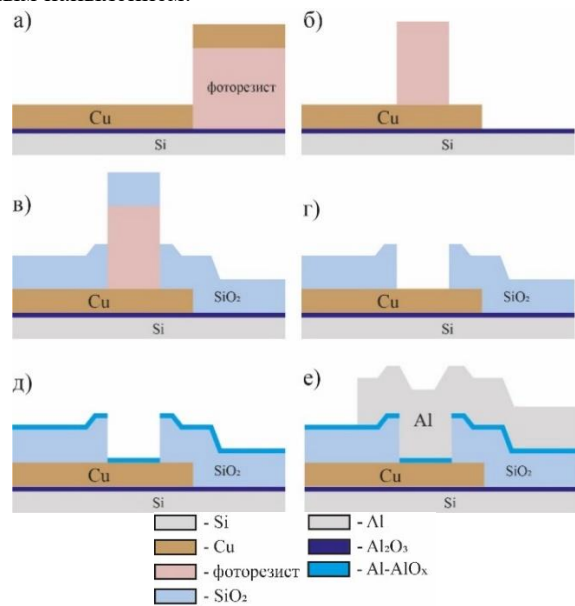 а)
б)
фоторезист
Cu
Si
Cu
Si
в)
г)
Cu
SiO₂
Si
Cu
SiO₂
Si
д)
е)
Al
Cu
SiO₂
Si
Cu
SiO₂
Si
- Si
- Al
- Cu
- Al₂O₃
- фоторезист
- Al-AlOₓ
- SiO₂